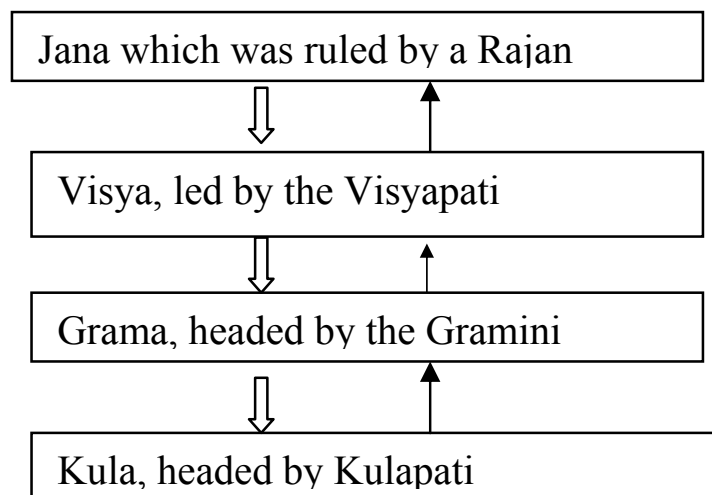 Jana which was ruled by a Rajan
Visya, led by the Visyapati
Grama, headed by the Gramini
Kula, headed by Kulapati